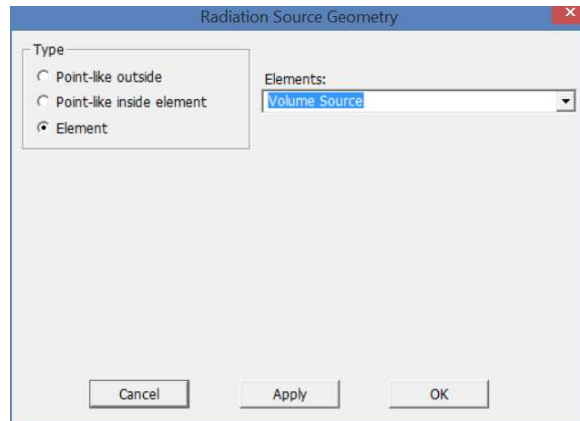 Radiation Source Geometry
Type
Point-like outside
Point-like inside element
Element
Elements:
Volume Source
Cancel
Apply
OK